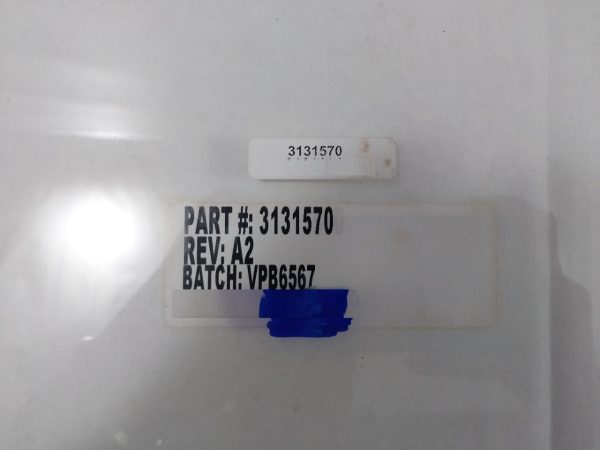 3131570
PART #: 3131570
REV: A2
BATCH: VPB6567